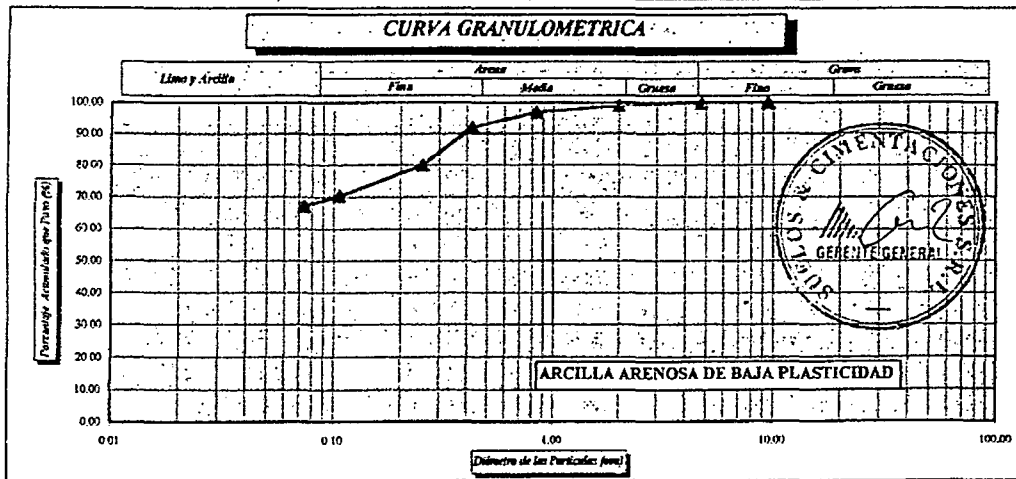 CURVA GRANULOMETRICA
Limo y Arcilla
Arena
Grava
Fina
Media
Gruesa
Fina
Gruesa
100.00
90.00
80.00
70.00
60.00
50.00
40.00
30.00
20.00
10.00
0.00
Porcentaje Acumulado que Pasa (%)
SUELOS & CIMENTACIONES S.R.L.
GERENTE GENERAL
ARCILLA ARENOSA DE BAJA PLASTICIDAD
0.01
0.10
1.00
10.00
100.00
Diámetro de las Partículas (mm)